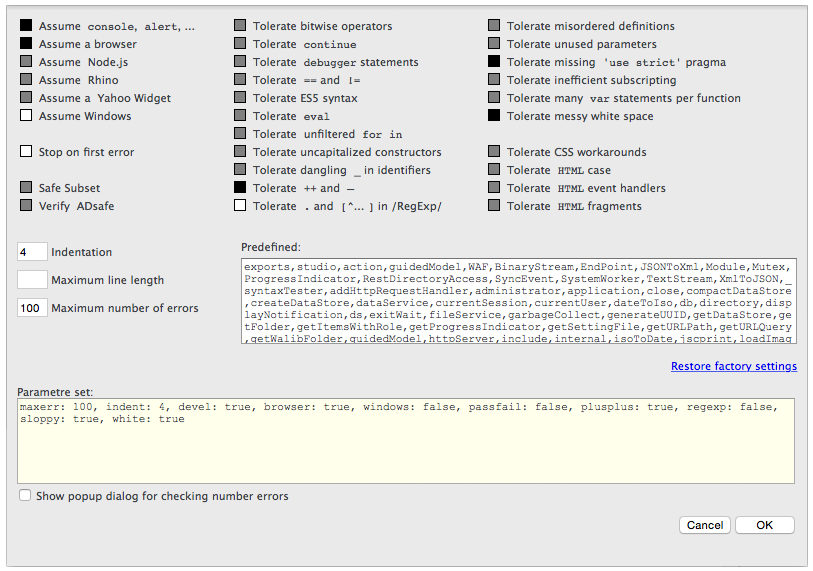 Assume console, alert, ...
Assume a browser
Assume Node.js
Assume Rhino
Assume a Yahoo Widget
Assume Windows
Stop on first error
Safe Subset
Verify ADsafe
Tolerate bitwise operators
Tolerate continue
Tolerate debugger statements
Tolerate == and !=
Tolerate ES5 syntax
Tolerate eval
Tolerate unfiltered for in
Tolerate uncapitalized constructors
Tolerate dangling _ in identifiers
Tolerate ++ and —
Tolerate . and [^... ] in /RegExp/
Tolerate misordered definitions
Tolerate unused parameters
Tolerate missing 'use strict' pragma
Tolerate inefficient subscripting
Tolerate many var statements per function
Tolerate messy white space
Tolerate CSS workarounds
Tolerate HTML case
Tolerate HTML event handlers
Tolerate HTML fragments
4 Indentation
Maximum line length
100 Maximum number of errors
Predefined:
exports,studio,action,guidedModel,WAF,BinaryStream,EndPoint,JSONToXml,Module,Mutex,
ProgressIndicator,RestDirectoryAccess,SyncEvent,SystemWorker,TextStream,XmlToJSON,_
syntaxTester,addHttpRequestHandler,administrator,application,close,compactDataStore
,createDataStore,dataService,currentSession,currentUser,dateToIso,db,directory,disp
layNotification,ds,exitWait,fileService,garbageCollect,generateUUID,getDataStore,ge
tFolder,getItemsWithRole,getProgressIndicator,getSettingFile,getURLPath,getURLQuery
,getWalibFolder,guidedModel,httpServer,include,internal,isoToDate,jscprint,loadImag
Restore factory settings
Parametre set:
maxerr: 100, indent: 4, devel: true, browser: true, windows: false, passfail: false, plusplus: true, regexp: false,
sloppy: true, white: true
Show popup dialog for checking number errors
Cancel
OK